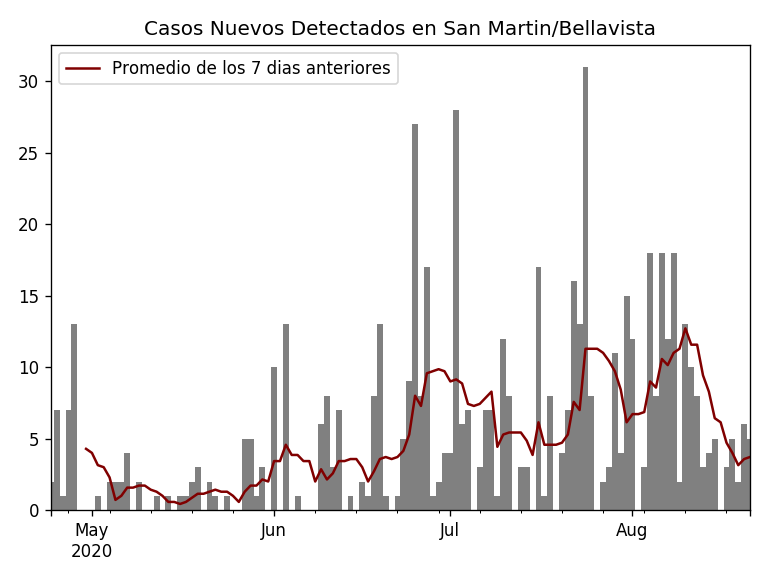 Casos Nuevos Detectados en San Martin/Bellavista
Promedio de los 7 dias anteriores
30
25
20
15
10
5
0
May
2020
Jun
Jul
Aug